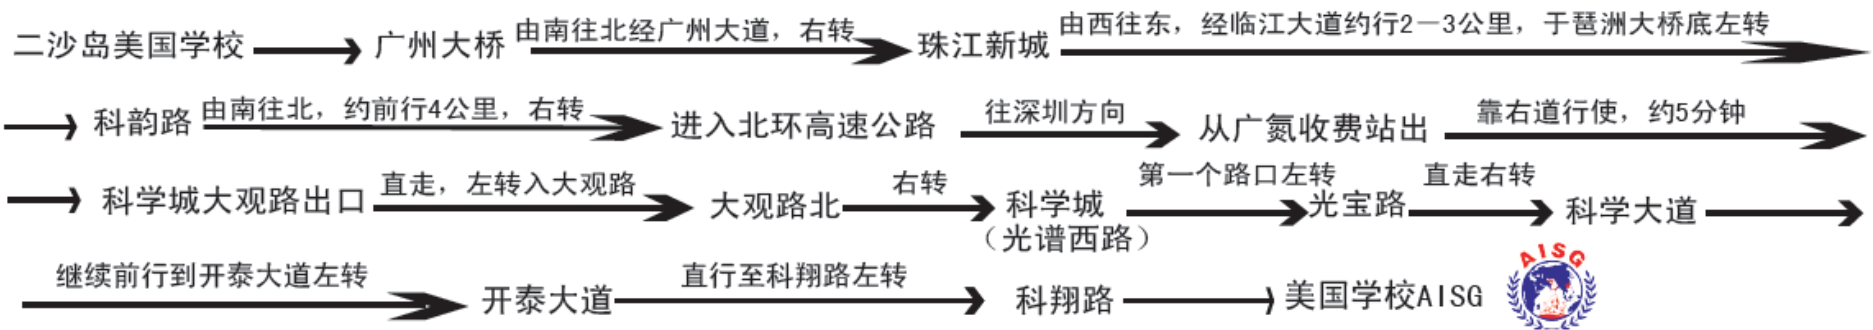 二沙岛美国学校 广州大桥 由南往北经广州大道，右转 珠江新城 由西往东，经临江大道约行2－3公里，于琶洲大桥底左转
科韵路 由南往北，约前行4公里，右转 进入北环高速公路 往深圳方向 从广氮收费站出 靠右道行使，约5分钟
科学城大观路出口 直走，左转入大观路 大观路北 右转 科学城 第一个路口左转 光宝路 直走右转 科学大道
（光谱西路）
继续前行到开泰大道左转 开泰大道 直行至科翔路左转 科翔路 美国学校AISG
AISG